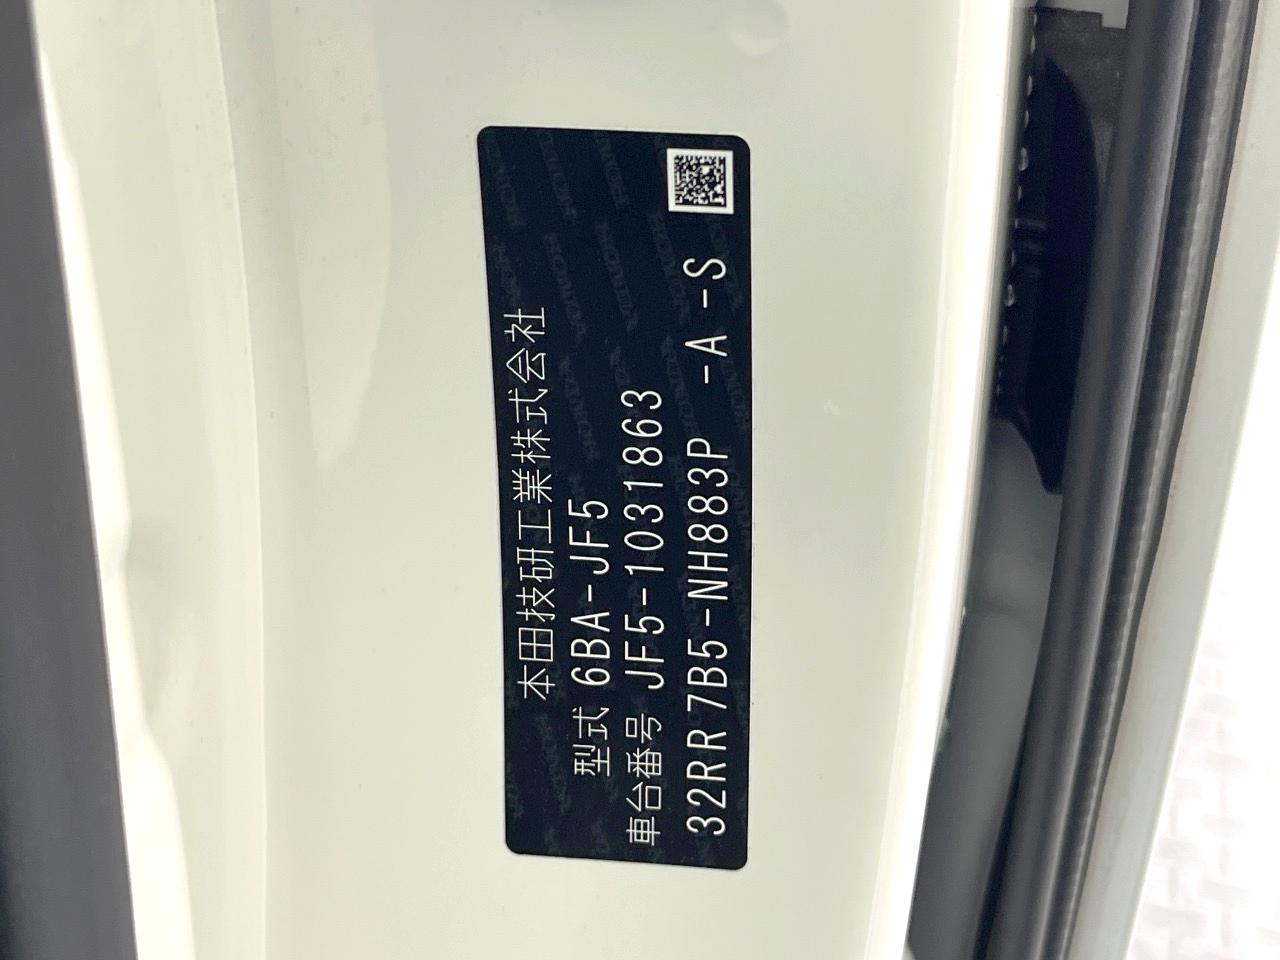 本田技研工業株式会社
型式 6BA-JF5
車台番号 JF5-1031863
32RR 7B5-NH883P -A-S